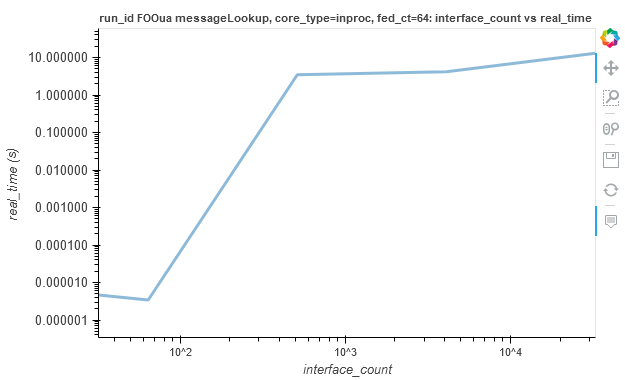 run_id FOOua messageLookup, core_type=inproc, fed_ct=64: interface_count vs real_time
10.000000
1.000000
0.100000
0.010000
0.001000
0.000100
0.000010
0.000001
real_time (s)
10^2 10^3 10^4
interface_count